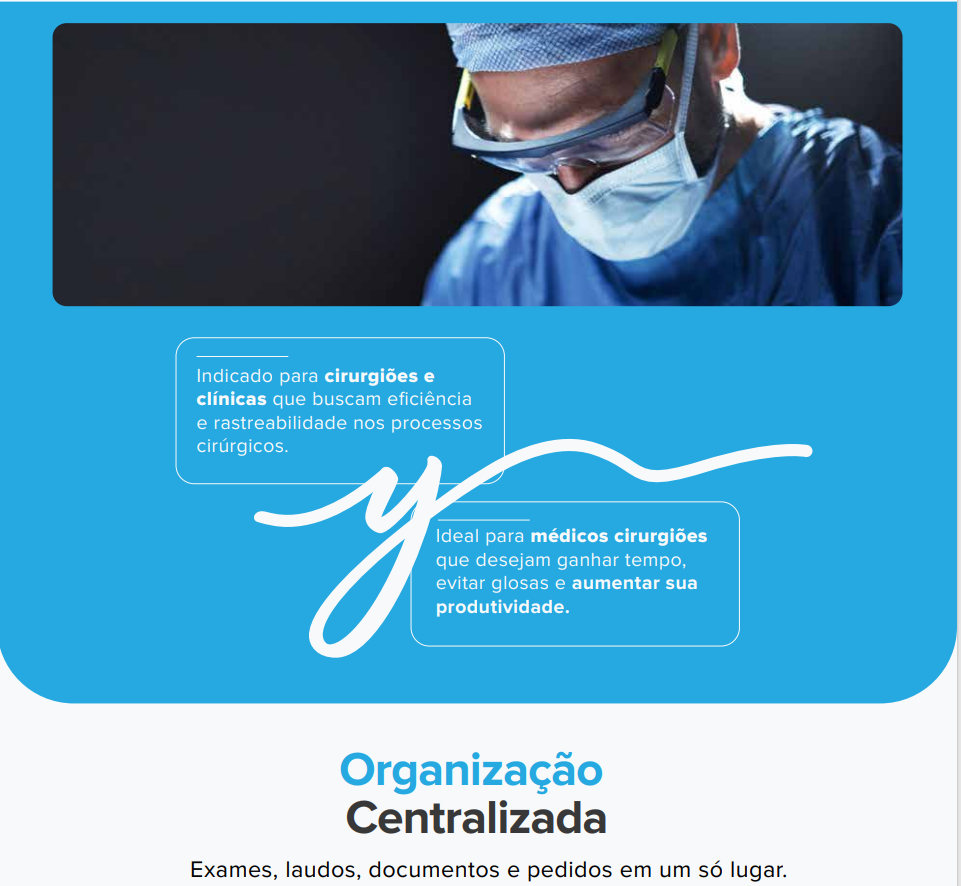 Indicado para cirurgiões e
clínicas que buscam eficiência
e rastreabilidade nos processos
cirúrgicos.
y
Ideal para médicos cirurgiões
que desejam ganhar tempo,
evitar glosas e aumentar sua
produtividade.
Organização
Centralizada
Exames, laudos, documentos e pedidos em um só lugar.